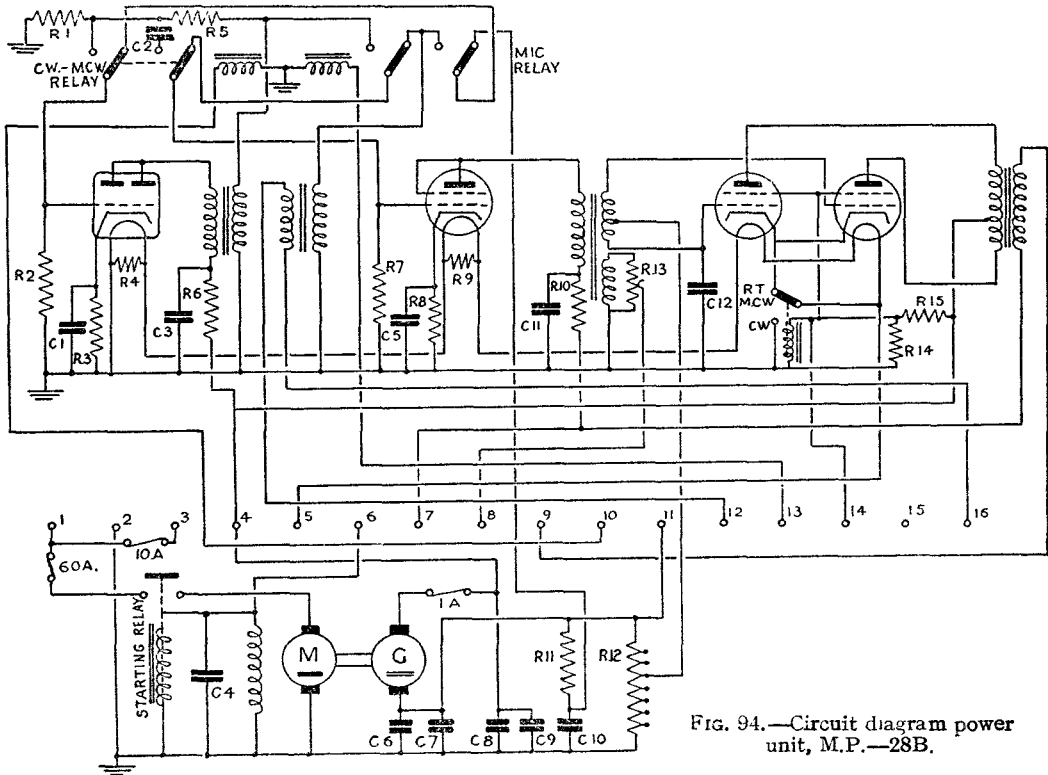 R1
C2
R5
CW.-MCW
RELAY
MIC
RELAY
R2
R4
C1
R3
C3
R6
R7
C5
R8
R9
C11
R10
R13
C12
RT
M.CW
CW
R15
R14
1
2
3
4
5
6
7
8
9
10
11
12
13
14
15
16
10A
60A.
1A
STARTING RELAY
C4
M
G
R11
R12
C6
C7
C8
C9
C10
FIG. 94.—Circuit diagram power
unit, M.P.—28B.